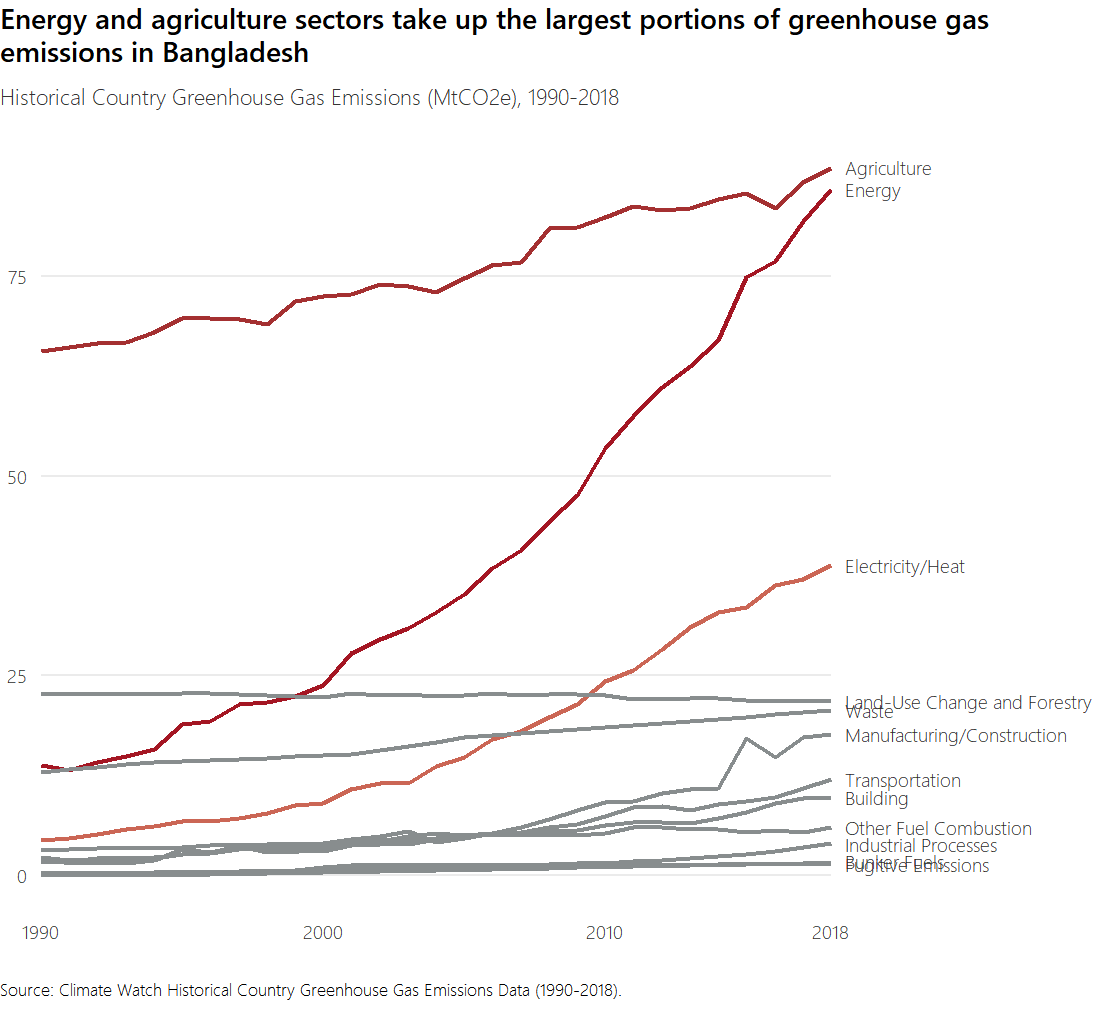 Energy and agriculture sectors take up the largest portions of greenhouse gas
emissions in Bangladesh
Historical Country Greenhouse Gas Emissions (MtCO2e), 1990-2018
Agriculture
Energy
75
50
Electricity/Heat
25
Land-Use Change and Forestry
Waste
Manufacturing/Construction
Transportation
Building
Other Fuel Combustion
Industrial Processes
Bunker Fuels
Fugitive Emissions
0
1990
2000
2010
2018
Source: Climate Watch Historical Country Greenhouse Gas Emissions Data (1990-2018).